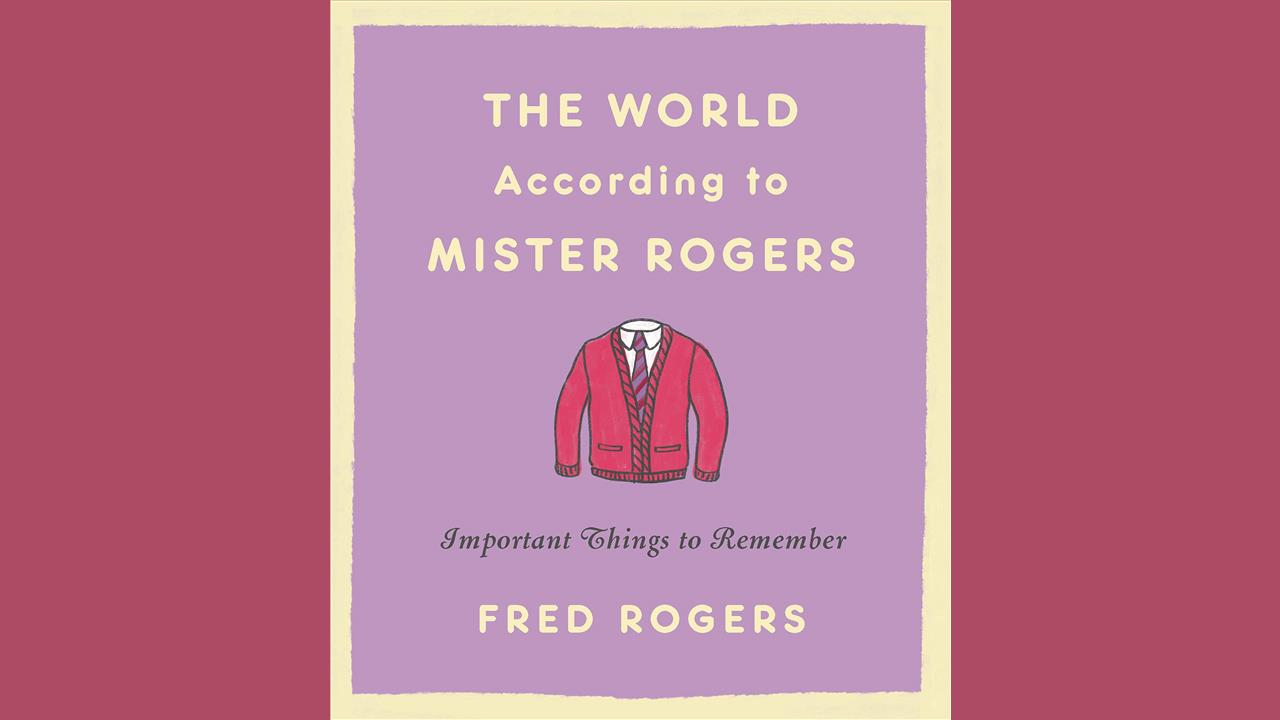 THE WORLD
According to
MISTER ROGERS
Important Things to Remember
FRED ROGERS